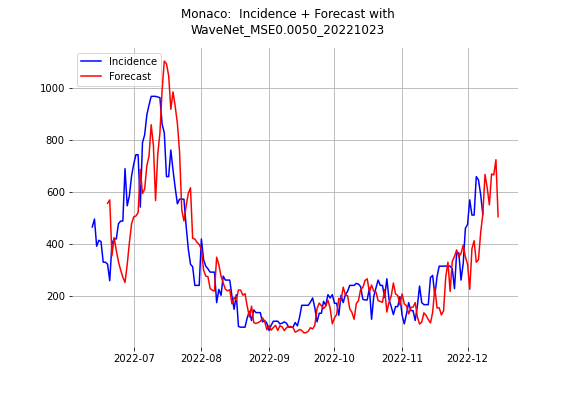 Monaco:  Incidence + Forecast with
WaveNet_MSE0.0050_20221023
Incidence
Forecast
1000
800
600
400
200
2022-07
2022-08
2022-09
2022-10
2022-11
2022-12